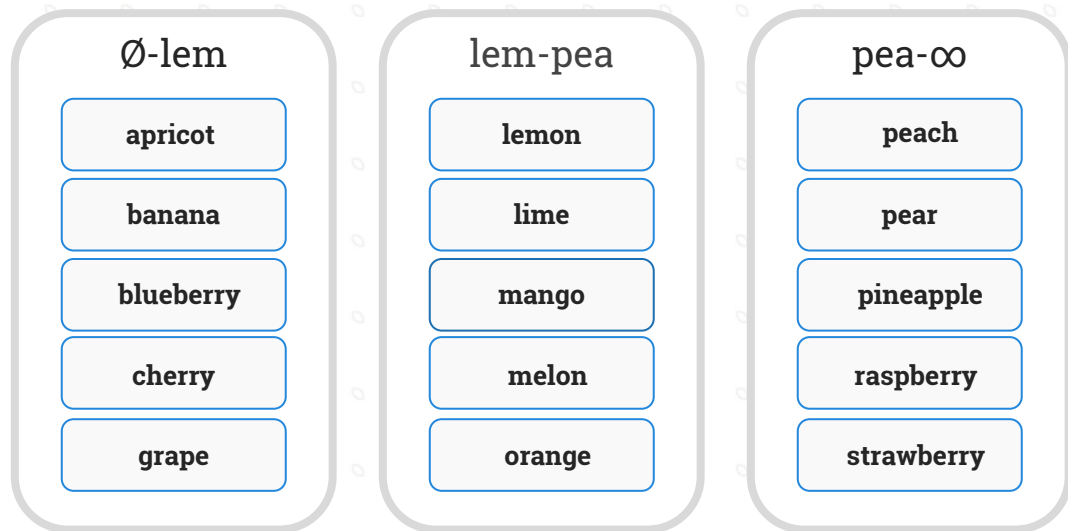 Ø-lem
apricot
banana
blueberry
cherry
grape
lem-pea
lemon
lime
mango
melon
orange
pea-∞
peach
pear
pineapple
raspberry
strawberry